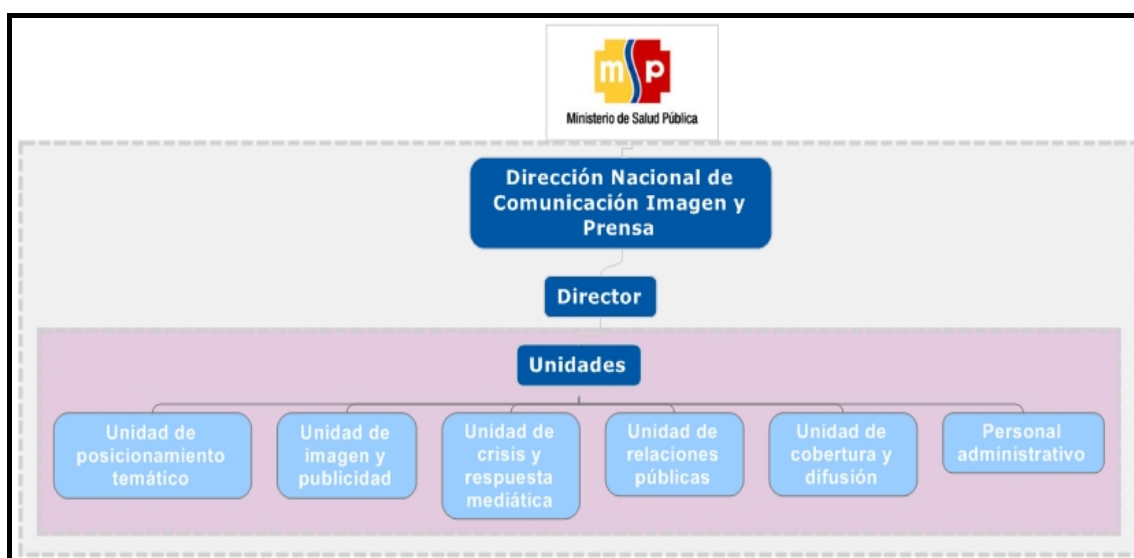 msp
Ministerio de Salud Pública
Dirección Nacional de
Comunicación Imagen y
Prensa
Director
Unidades
Unidad de
posicionamiento
temático
Unidad de
imagen y
publicidad
Unidad de
crisis y
respuesta
mediática
Unidad de
relaciones
públicas
Unidad de
cobertura y
difusión
Personal
administrativo